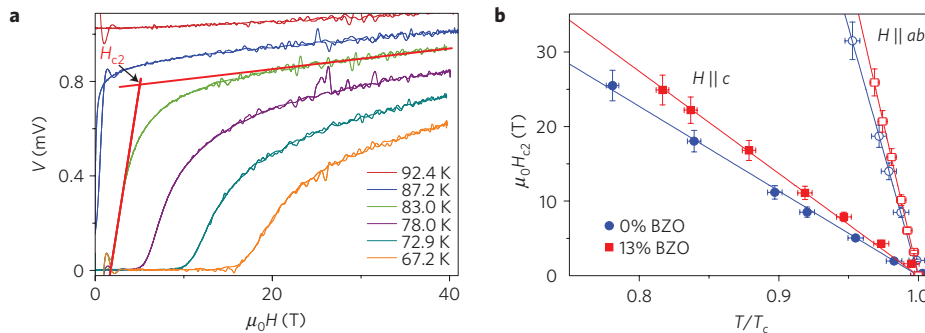 a
H_c2
V (mV)
0.8
0.4
0
0
20
40
μ₀H (T)
92.4 K
87.2 K
83.0 K
78.0 K
72.9 K
67.2 K
b
H || ab
H || c
μ₀H_c2 (T)
30
20
10
0
0% BZO
13% BZO
0.8
0.9
1.0
T/T_c